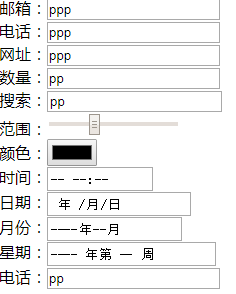 邮箱：ppp
电话：ppp
网址：ppp
数量：pp
搜索：pp
范围：
颜色：
时间：-- --:--
日期：年 /月/日
月份：----年--月
星期：---- 年第 -- 周
电话：pp